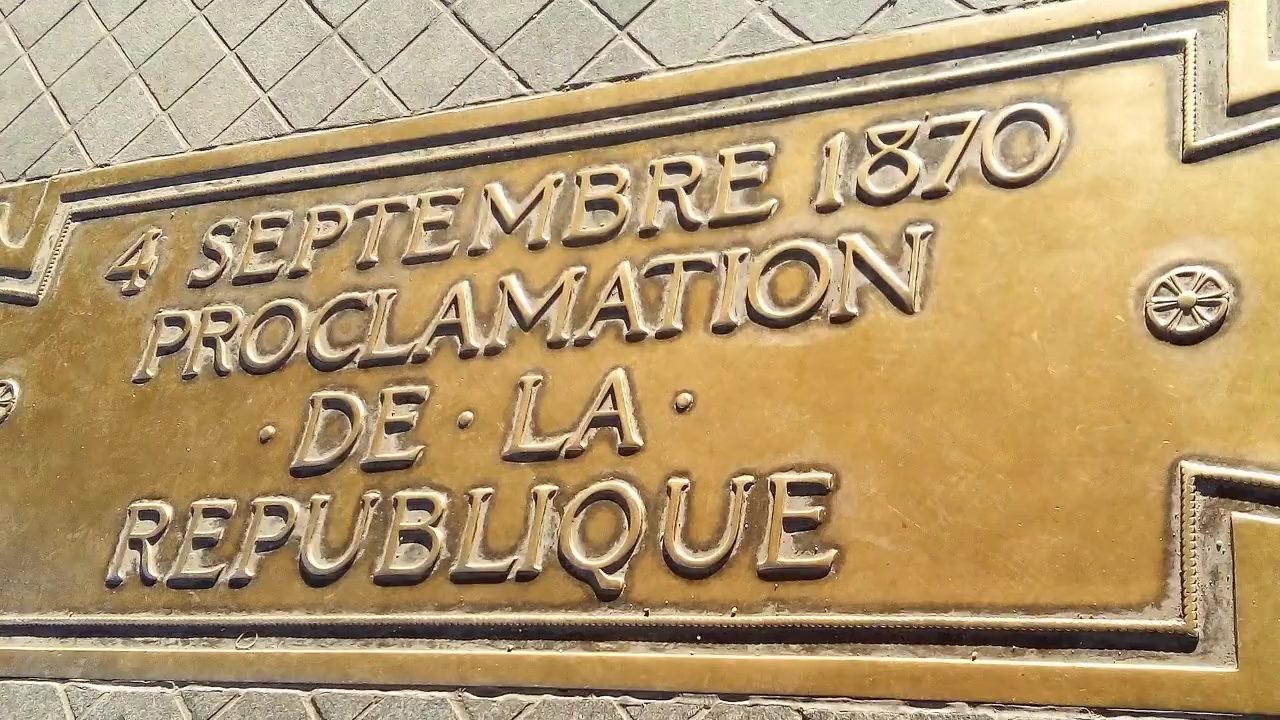 4 SEPTEMBRE 1870
PROCLAMATION
· DE · LA ·
REPUBLIQUE